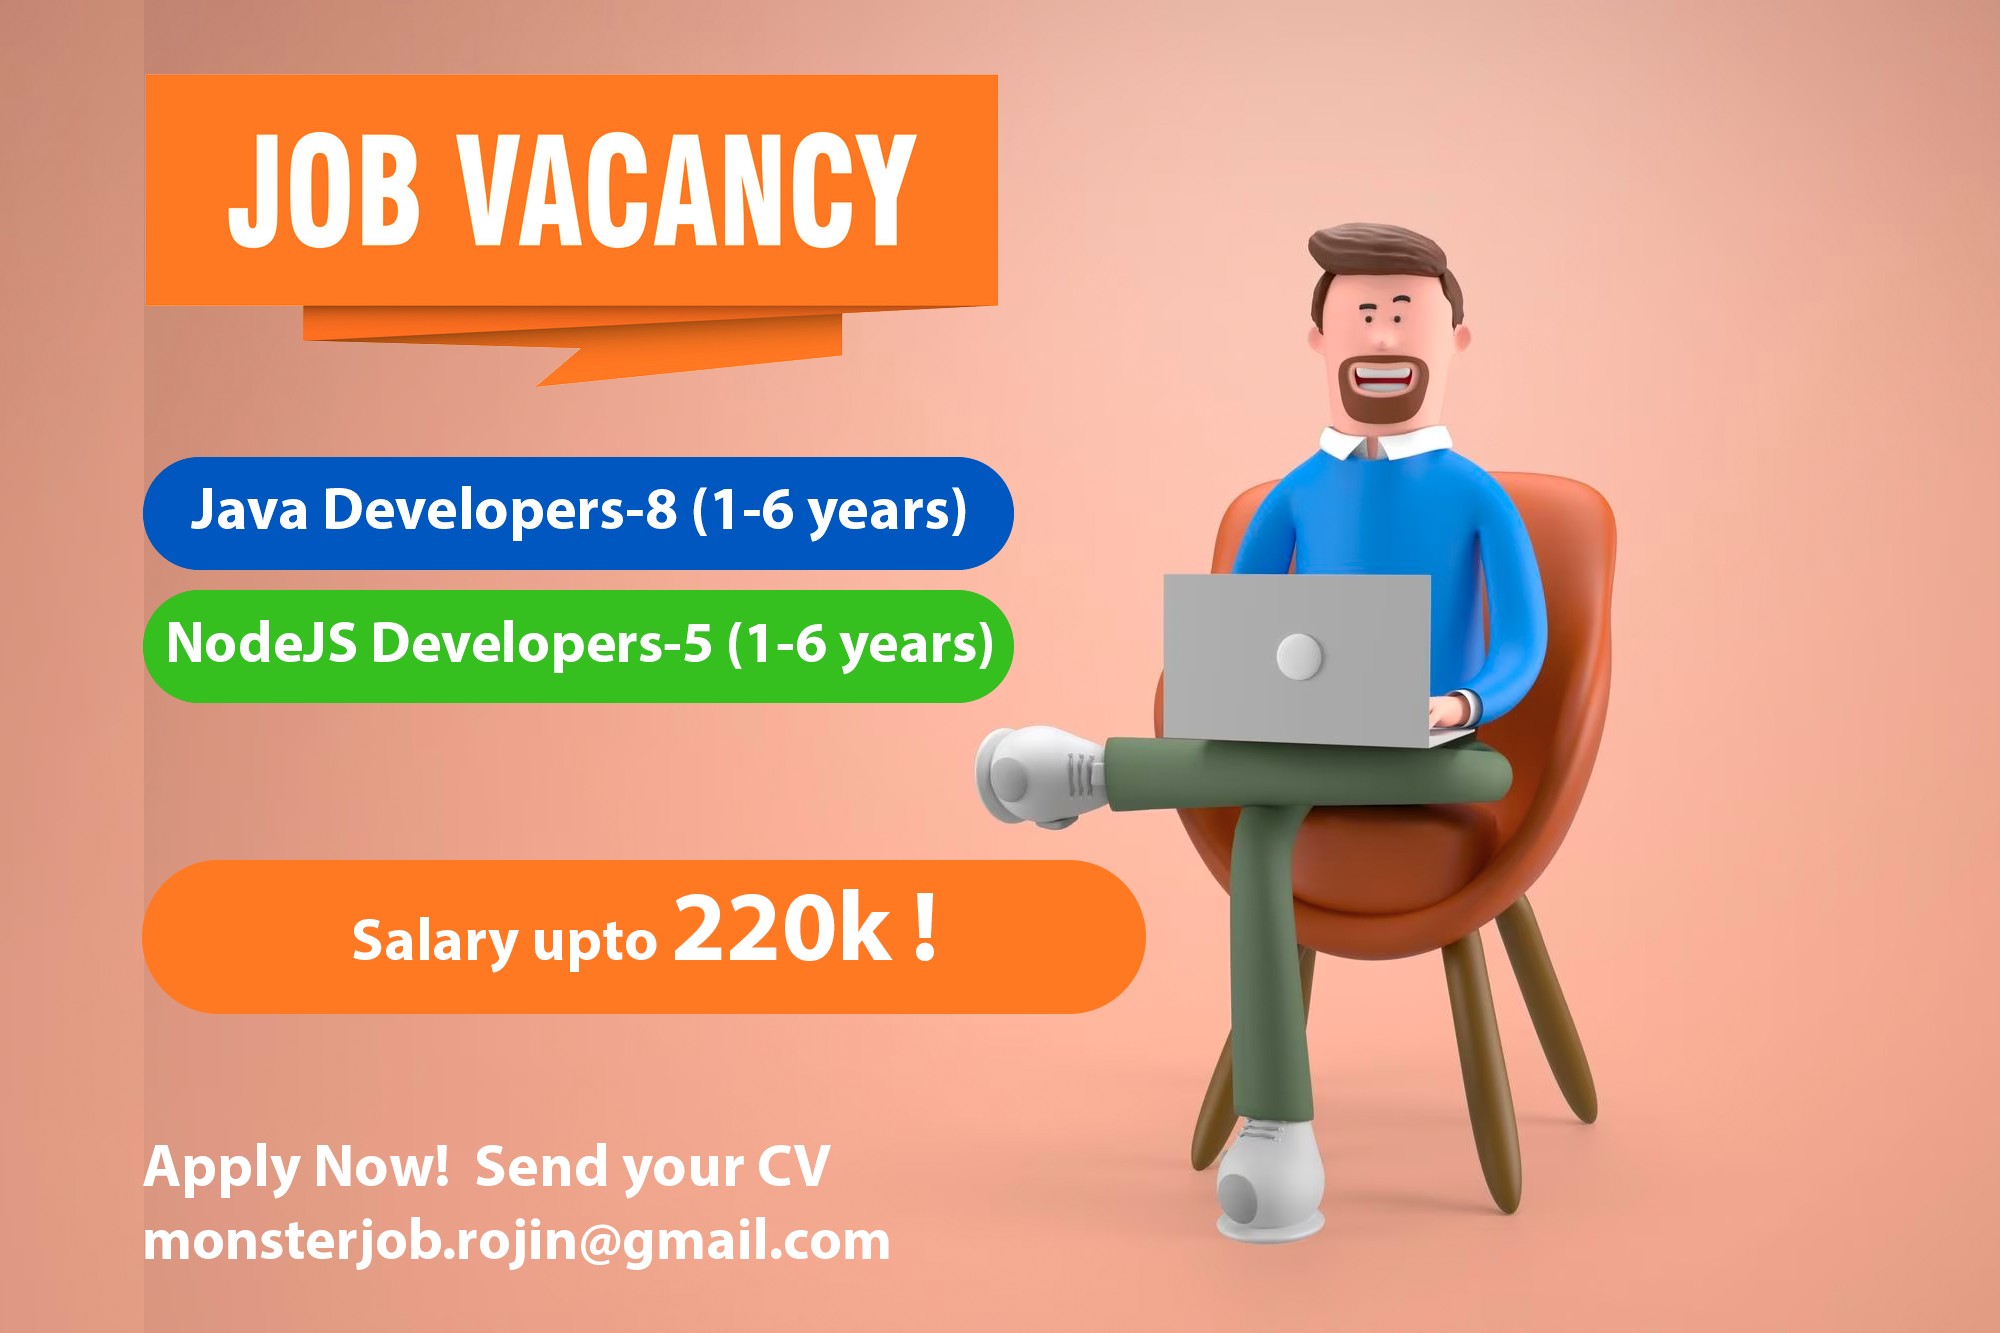 JOB VACANCY
Java Developers-8 (1-6 years)
NodeJS Developers-5 (1-6 years)
Salary upto 220k !
Apply Now!  Send your CV
monsterjob.rojin@gmail.com